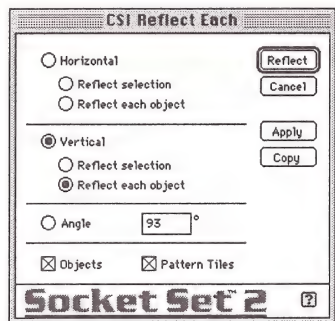 CSI Reflect Each
Horizontal
Reflect selection
Reflect each object
Vertical
Reflect selection
Reflect each object
Angle 93 °
Objects Pattern Tiles
Reflect
Cancel
Apply
Copy
Socket Set™ 2 ?